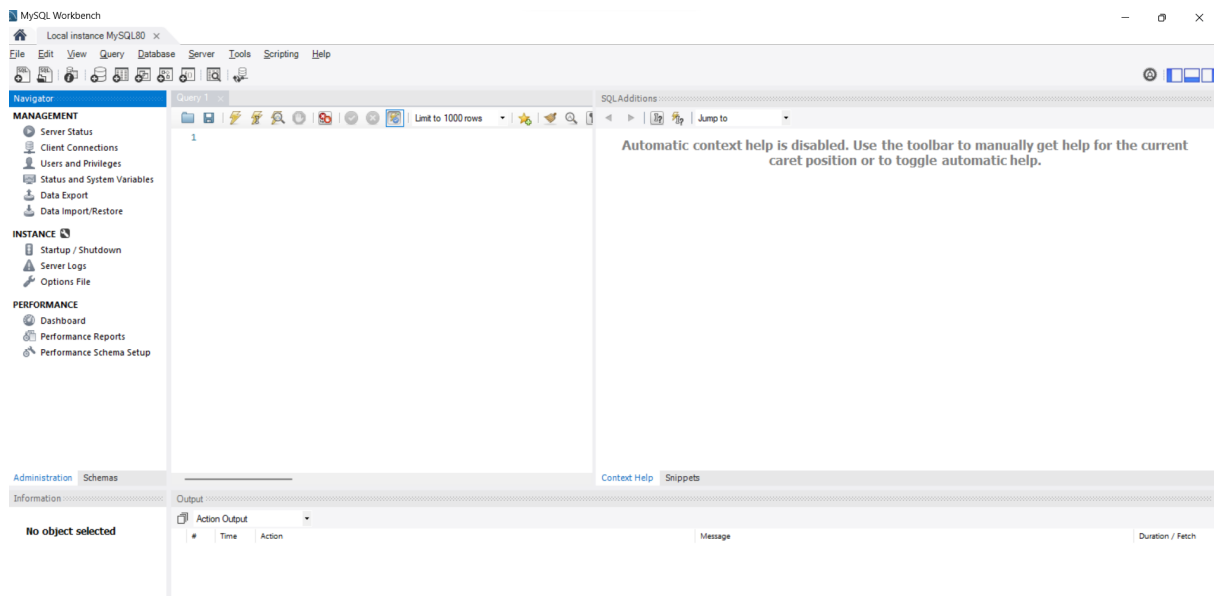 MySQL Workbench
Local instance MySQL80
File Edit View Query Database Server Tools Scripting Help
Navigator
MANAGEMENT
Server Status
Client Connections
Users and Privileges
Status and System Variables
Data Export
Data Import/Restore
INSTANCE
Startup / Shutdown
Server Logs
Options File
PERFORMANCE
Dashboard
Performance Reports
Performance Schema Setup
Administration Schemas
Information
No object selected
Query 1
Limit to 1000 rows
1
SQLAdditions
Jump to
Automatic context help is disabled. Use the toolbar to manually get help for the current
caret position or to toggle automatic help.
Context Help Snippets
Output
Action Output
# Time Action Message Duration / Fetch